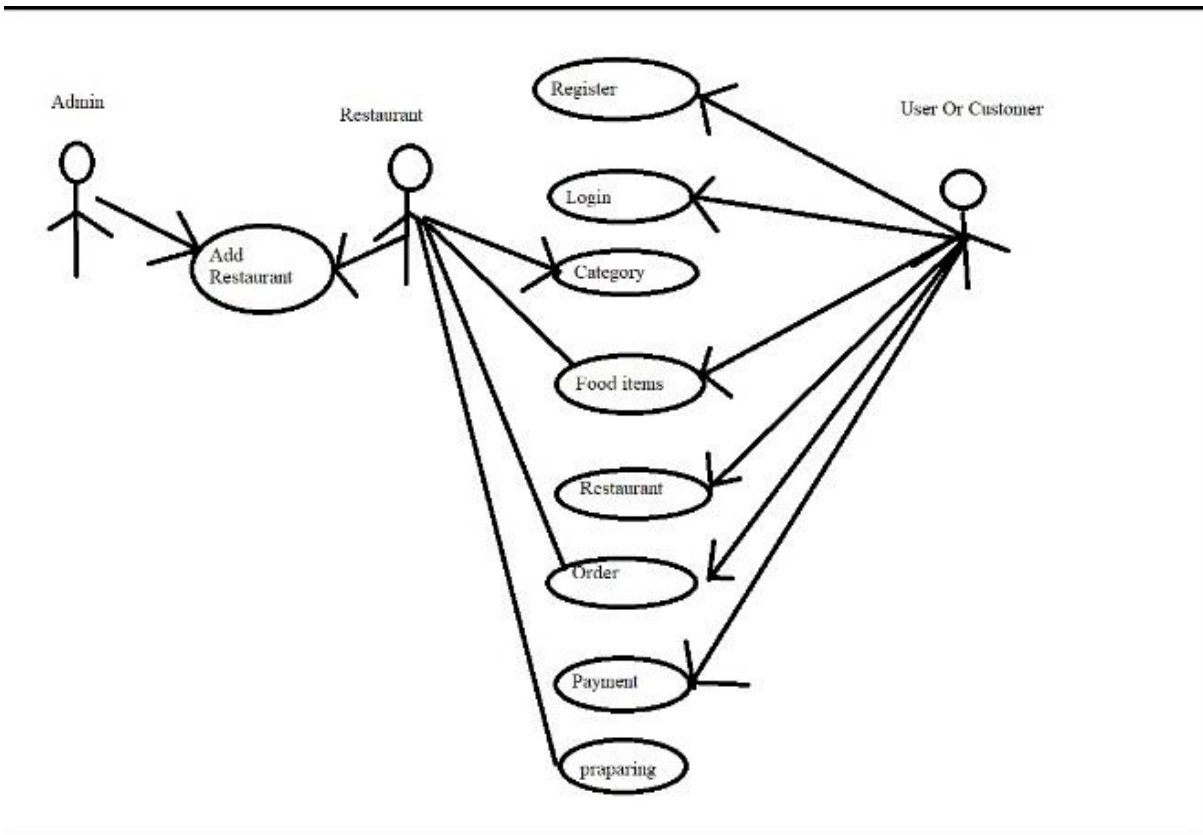 Admin
Restaurant
User Or Customer
Register
Login
Add
Restaurant
Category
Food items
Restaurant
Order
Payment
praparing